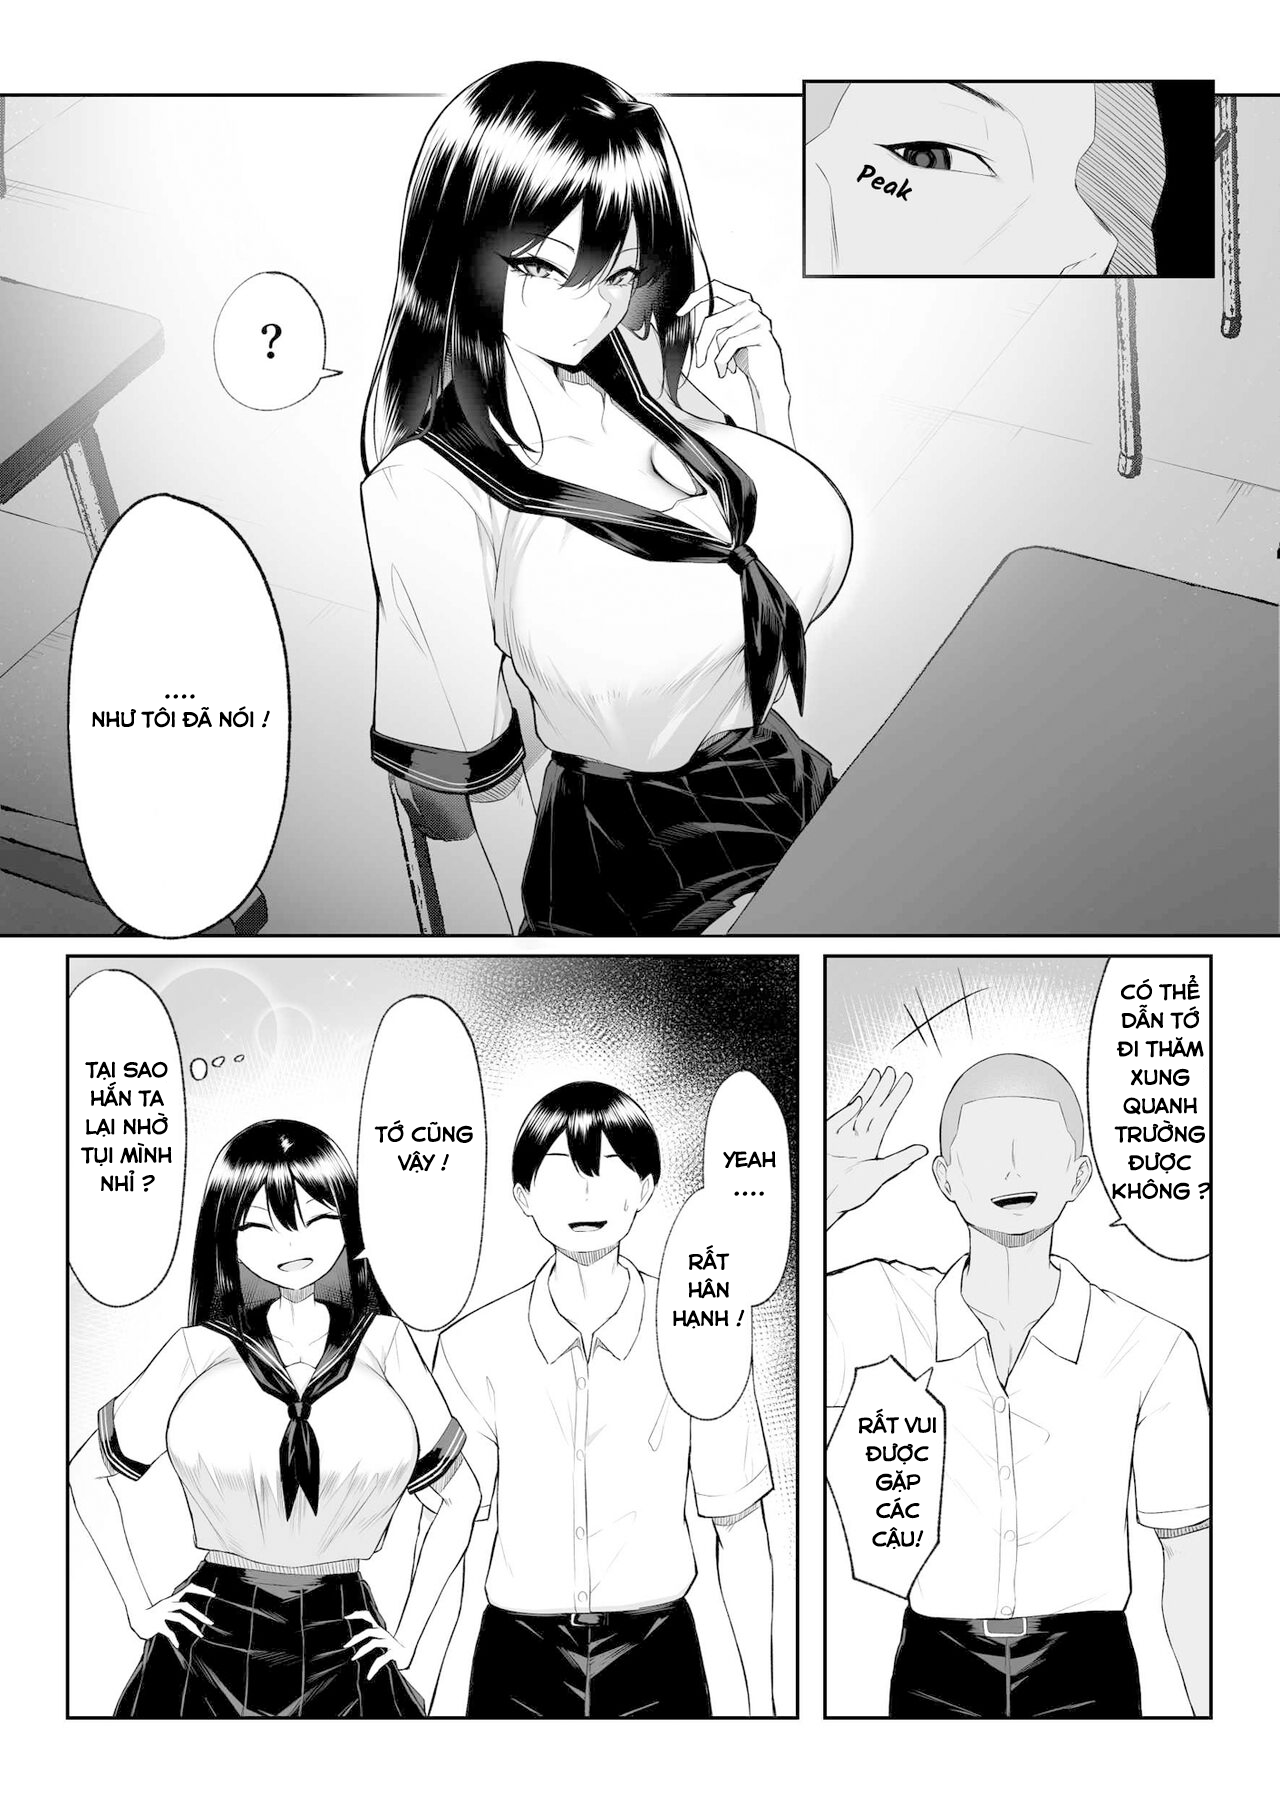 Peak
?
....
NHƯ TÔI ĐÃ NÓI !
CÓ THỂ
DẪN TỚ
ĐI THĂM
XUNG
QUANH
TRƯỜNG
ĐƯỢC
KHÔNG ?
RẤT VUI
ĐƯỢC
GẶP
CÁC
CẬU!
YEAH
....
RẤT
HÂN
HẠNH !
TỚ CŨNG
VẬY !
TẠI SAO
HẮN TA
LẠI NHỜ
TỤI MÌNH
NHỈ ?